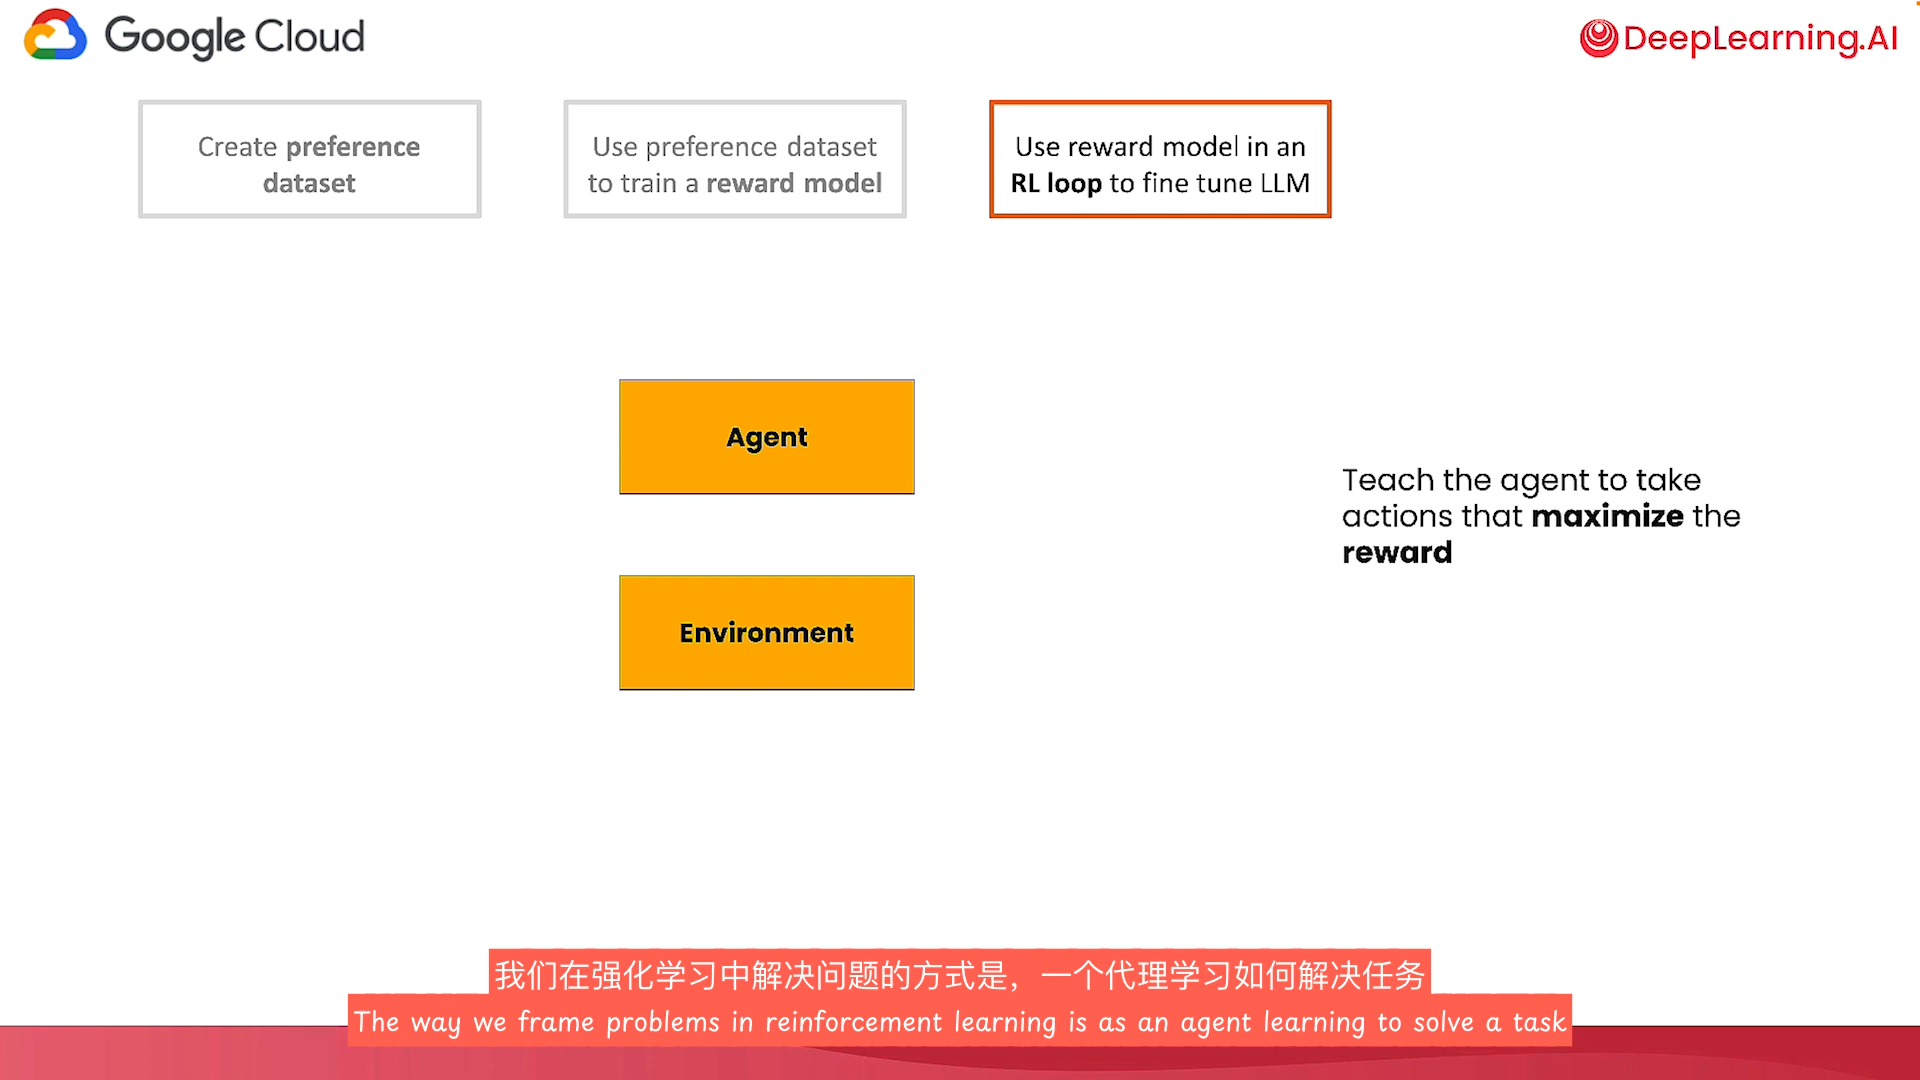 Google Cloud
DeepLearning.AI
Create preference
dataset
Use preference dataset
to train a reward model
Use reward model in an
RL loop to fine tune LLM
Agent
Environment
Teach the agent to take
actions that maximize the
reward
我们在强化学习中解决问题的方式是，一个代理学习如何解决任务
The way we frame problems in reinforcement learning is as an agent learning to solve a task